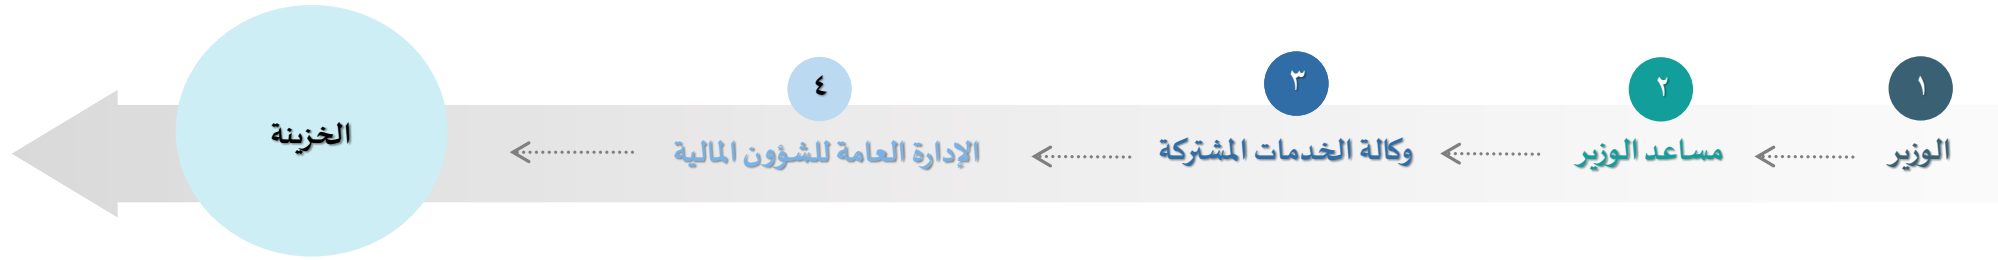 ١
الوزير
٢
مساعد الوزير
٣
وكالة الخدمات المشتركة
٤
الإدارة العامة للشؤون المالية
الخزينة